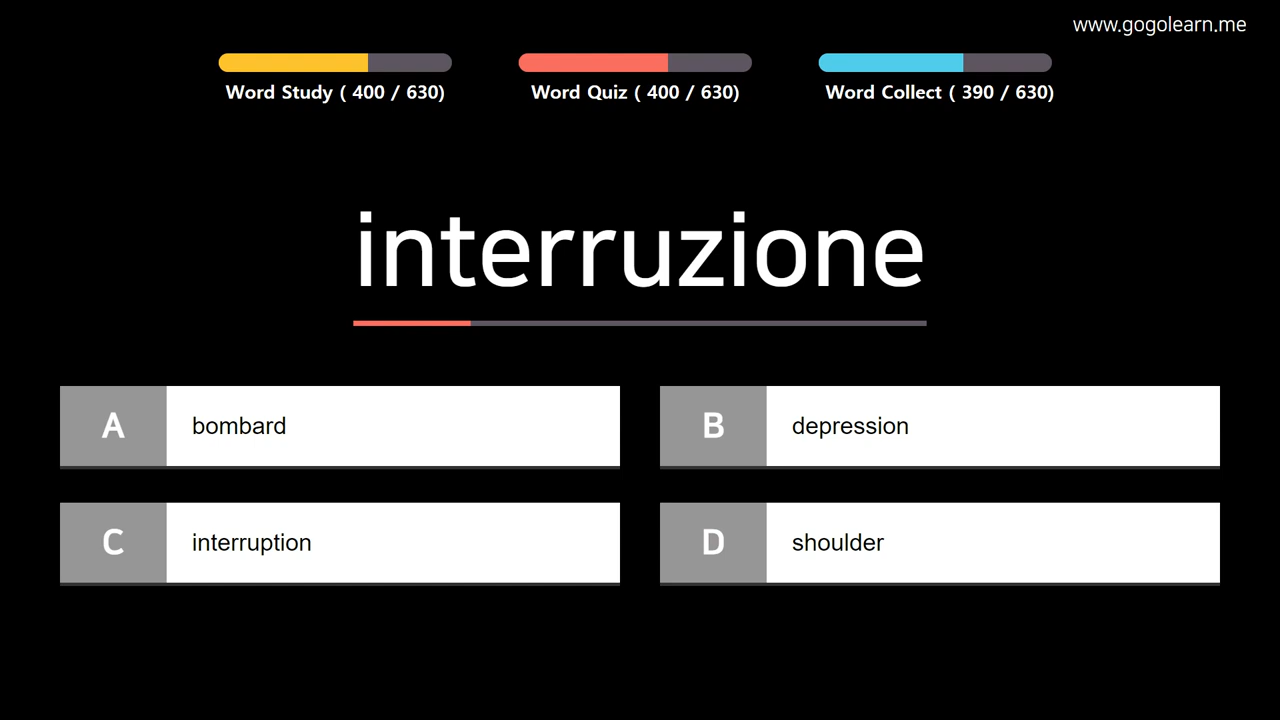 www.gogolearn.me
Word Study ( 400 / 630)
Word Quiz ( 400 / 630)
Word Collect ( 390 / 630)
interruzione
A bombard
B depression
C interruption
D shoulder